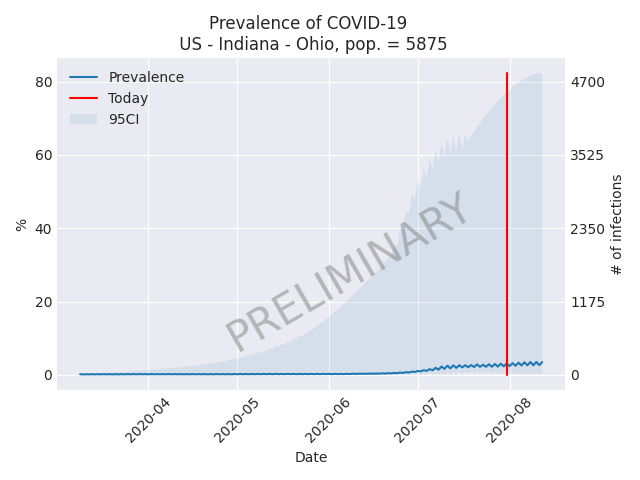 Prevalence of COVID-19
US - Indiana - Ohio, pop. = 5875
Prevalence
Today
95CI
80
60
40
20
0
%
4700
3525
2350
1175
0
# of infections
PRELIMINARY
2020-04
2020-05
2020-06
2020-07
2020-08
Date